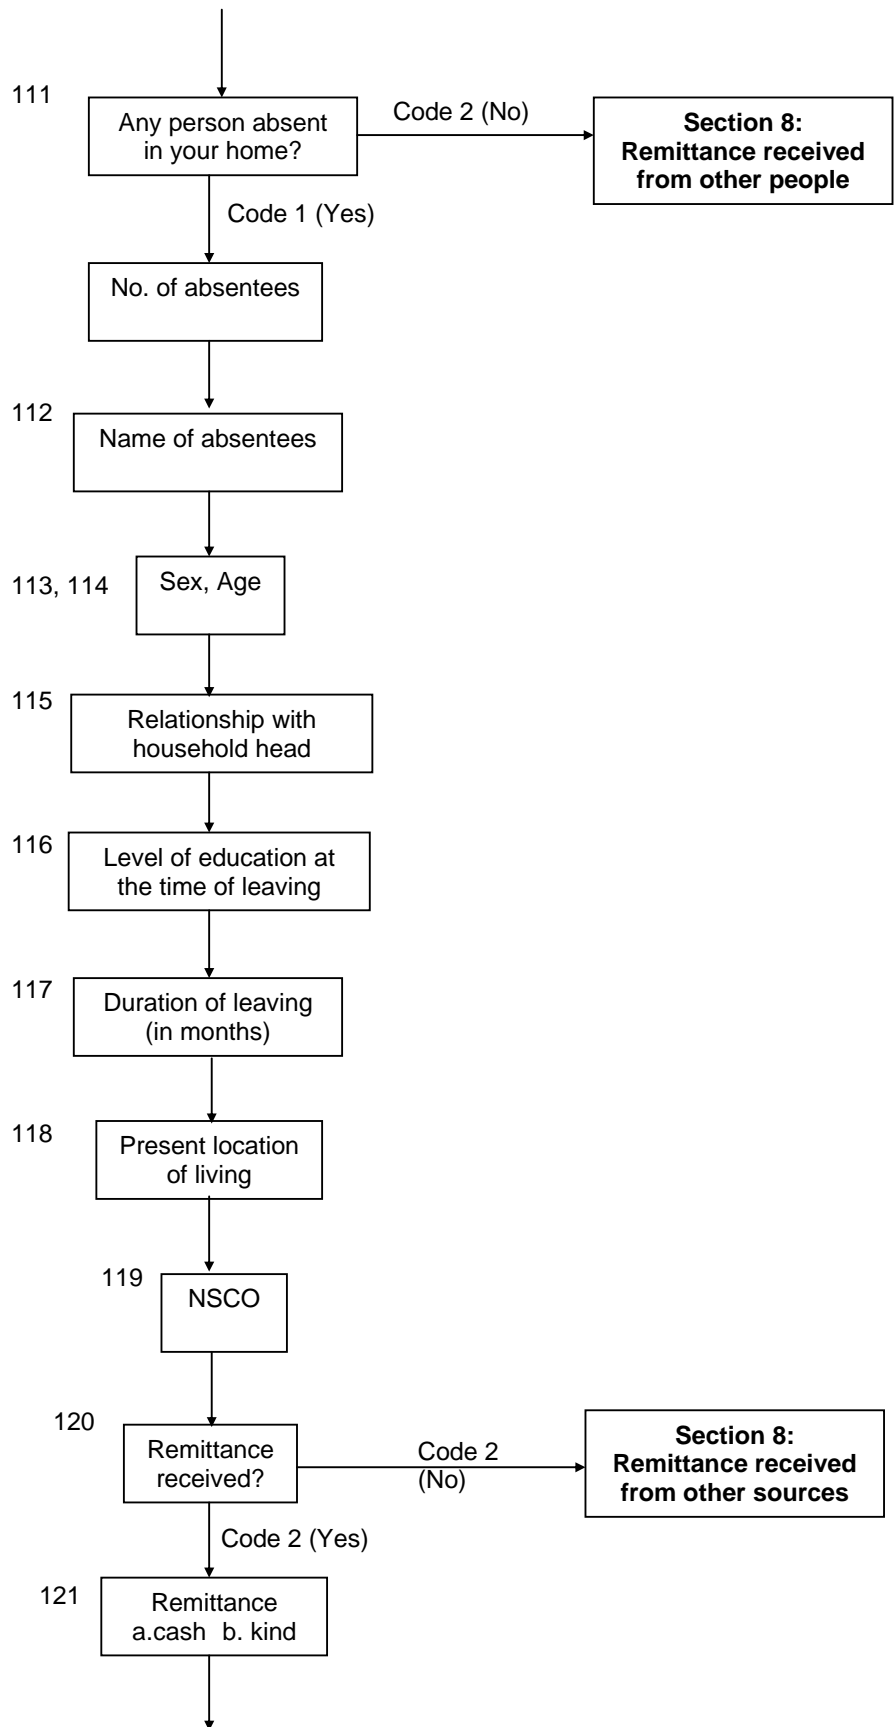 111
Any person absent
in your home?
Code 2 (No)
Section 8:
Remittance received
from other people
Code 1 (Yes)
No. of absentees
112
Name of absentees
113, 114
Sex, Age
115
Relationship with
household head
116
Level of education at
the time of leaving
117
Duration of leaving
(in months)
118
Present location
of living
119
NSCO
120
Remittance
received?
Code 2
(No)
Section 8:
Remittance received
from other sources
Code 2 (Yes)
121
Remittance
a.cash  b. kind